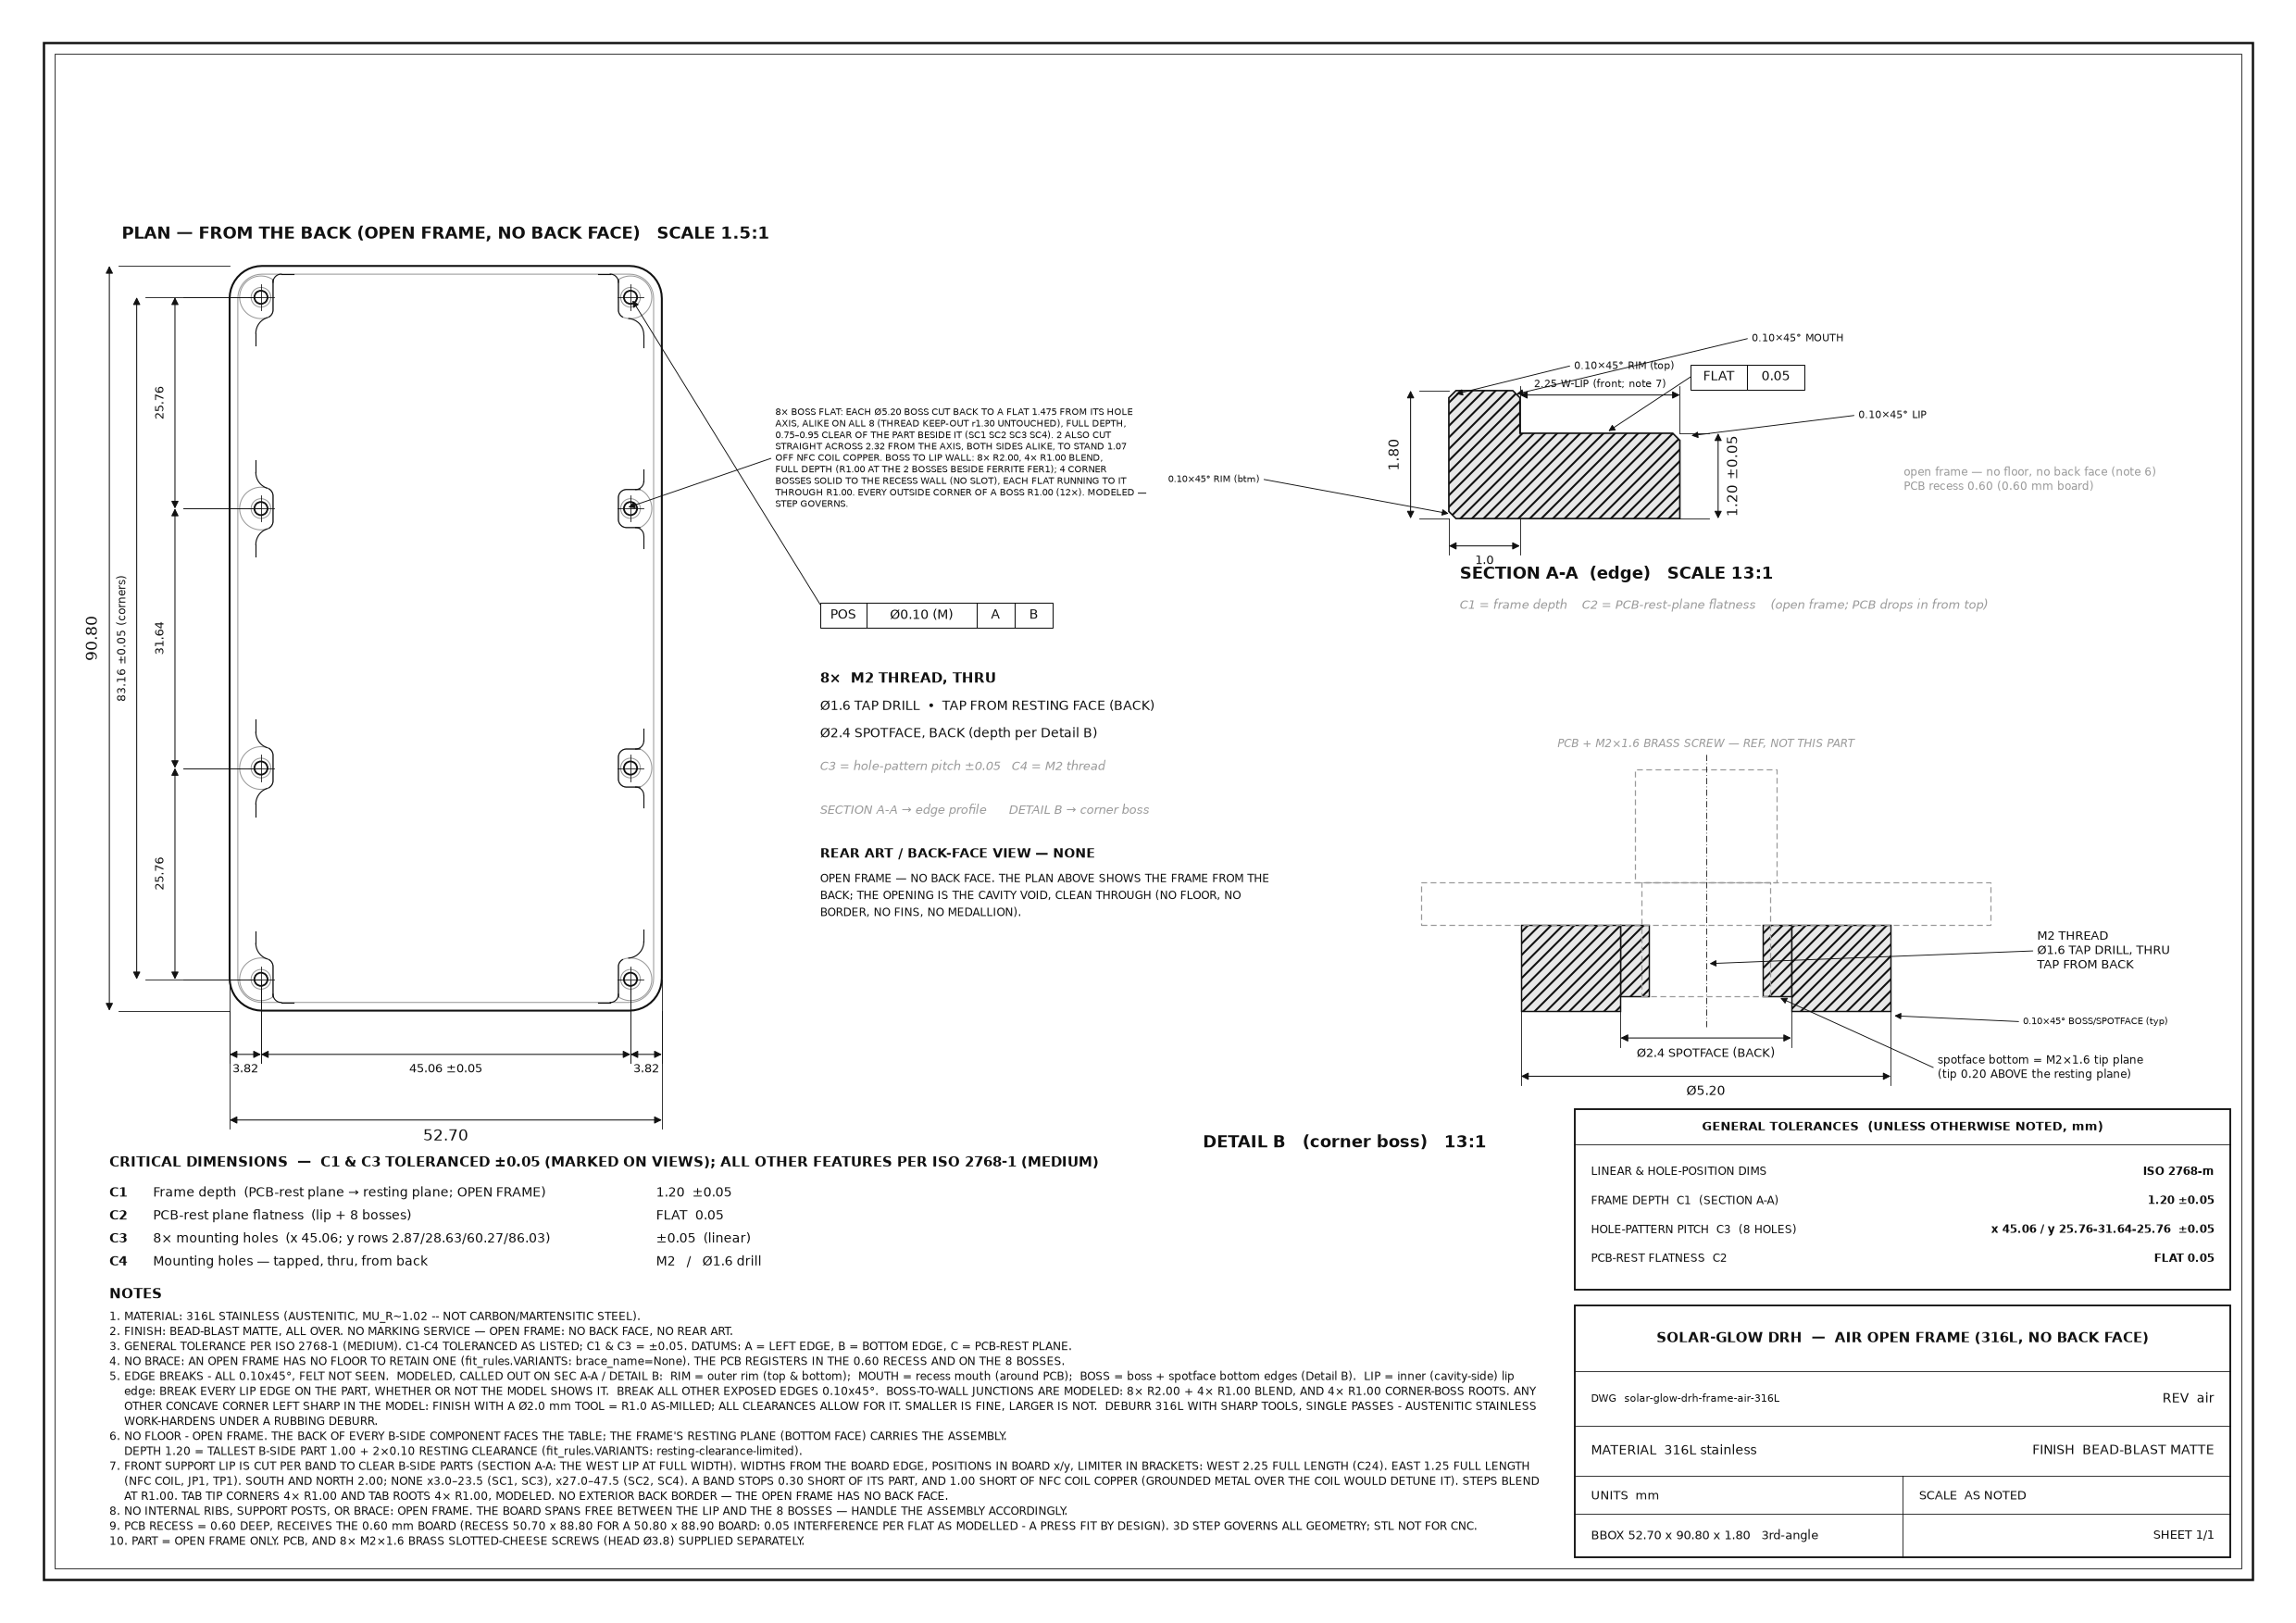 PLAN — FROM THE BACK (OPEN FRAME, NO BACK FACE)   SCALE 1.5:1
90.80
83.16 ±0.05 (corners)
25.76
31.64
25.76
3.82
45.06 ±0.05
3.82
52.70
8× BOSS FLAT: EACH Ø5.20 BOSS CUT BACK TO A FLAT 1.475 FROM ITS HOLE
AXIS, ALIKE ON ALL 8 (THREAD KEEP-OUT r1.30 UNTOUCHED), FULL DEPTH,
0.75–0.95 CLEAR OF THE PART BESIDE IT (SC1 SC2 SC3 SC4). 2 ALSO CUT
STRAIGHT ACROSS 2.32 FROM THE AXIS, BOTH SIDES ALIKE, TO STAND 1.07
OFF NFC COIL COPPER. BOSS TO LIP WALL: 8× R2.00, 4× R1.00 BLEND,
FULL DEPTH (R1.00 AT THE 2 BOSSES BESIDE FERRITE FER1); 4 CORNER
BOSSES SOLID TO THE RECESS WALL (NO SLOT), EACH FLAT RUNNING TO IT
THROUGH R1.00. EVERY OUTSIDE CORNER OF A BOSS R1.00 (12×). MODELED —
STEP GOVERNS.
POS Ø0.10 (M) A B
8×  M2 THREAD, THRU
Ø1.6 TAP DRILL  •  TAP FROM RESTING FACE (BACK)
Ø2.4 SPOTFACE, BACK (depth per Detail B)
C3 = hole-pattern pitch ±0.05   C4 = M2 thread
SECTION A-A → edge profile      DETAIL B → corner boss
REAR ART / BACK-FACE VIEW — NONE
OPEN FRAME — NO BACK FACE. THE PLAN ABOVE SHOWS THE FRAME FROM THE
BACK; THE OPENING IS THE CAVITY VOID, CLEAN THROUGH (NO FLOOR, NO
BORDER, NO FINS, NO MEDALLION).
0.10×45° MOUTH
0.10×45° RIM (top)
FLAT 0.05
2.25 W-LIP (front; note 7)
0.10×45° LIP
1.80
1.20 ±0.05
0.10×45° RIM (btm)
open frame — no floor, no back face (note 6)
PCB recess 0.60 (0.60 mm board)
1.0
SECTION A-A  (edge)   SCALE 13:1
C1 = frame depth    C2 = PCB-rest-plane flatness    (open frame; PCB drops in from top)
PCB + M2×1.6 BRASS SCREW — REF, NOT THIS PART
M2 THREAD
Ø1.6 TAP DRILL, THRU
TAP FROM BACK
0.10×45° BOSS/SPOTFACE (typ)
Ø2.4 SPOTFACE (BACK)
spotface bottom = M2×1.6 tip plane
(tip 0.20 ABOVE the resting plane)
Ø5.20
DETAIL B   (corner boss)   13:1
CRITICAL DIMENSIONS  —  C1 & C3 TOLERANCED ±0.05 (MARKED ON VIEWS); ALL OTHER FEATURES PER ISO 2768-1 (MEDIUM)
C1 Frame depth  (PCB-rest plane → resting plane; OPEN FRAME) 1.20  ±0.05
C2 PCB-rest plane flatness  (lip + 8 bosses) FLAT  0.05
C3 8× mounting holes  (x 45.06; y rows 2.87/28.63/60.27/86.03) ±0.05  (linear)
C4 Mounting holes — tapped, thru, from back M2   /   Ø1.6 drill
NOTES
1. MATERIAL: 316L STAINLESS (AUSTENITIC, MU_R~1.02 -- NOT CARBON/MARTENSITIC STEEL).
2. FINISH: BEAD-BLAST MATTE, ALL OVER. NO MARKING SERVICE — OPEN FRAME: NO BACK FACE, NO REAR ART.
3. GENERAL TOLERANCE PER ISO 2768-1 (MEDIUM). C1-C4 TOLERANCED AS LISTED; C1 & C3 = ±0.05. DATUMS: A = LEFT EDGE, B = BOTTOM EDGE, C = PCB-REST PLANE.
4. NO BRACE: AN OPEN FRAME HAS NO FLOOR TO RETAIN ONE (fit_rules.VARIANTS: brace_name=None). THE PCB REGISTERS IN THE 0.60 RECESS AND ON THE 8 BOSSES.
5. EDGE BREAKS - ALL 0.10x45°, FELT NOT SEEN.  MODELED, CALLED OUT ON SEC A-A / DETAIL B:  RIM = outer rim (top & bottom);  MOUTH = recess mouth (around PCB);  BOSS = boss + spotface bottom edges (Detail B).  LIP = inner (cavity-side) lip
edge: BREAK EVERY LIP EDGE ON THE PART, WHETHER OR NOT THE MODEL SHOWS IT.  BREAK ALL OTHER EXPOSED EDGES 0.10x45°.  BOSS-TO-WALL JUNCTIONS ARE MODELED: 8× R2.00 + 4× R1.00 BLEND, AND 4× R1.00 CORNER-BOSS ROOTS. ANY
OTHER CONCAVE CORNER LEFT SHARP IN THE MODEL: FINISH WITH A Ø2.0 mm TOOL = R1.0 AS-MILLED; ALL CLEARANCES ALLOW FOR IT. SMALLER IS FINE, LARGER IS NOT.  DEBURR 316L WITH SHARP TOOLS, SINGLE PASSES - AUSTENITIC STAINLESS
WORK-HARDENS UNDER A RUBBING DEBURR.
6. NO FLOOR - OPEN FRAME. THE BACK OF EVERY B-SIDE COMPONENT FACES THE TABLE; THE FRAME'S RESTING PLANE (BOTTOM FACE) CARRIES THE ASSEMBLY.
DEPTH 1.20 = TALLEST B-SIDE PART 1.00 + 2×0.10 RESTING CLEARANCE (fit_rules.VARIANTS: resting-clearance-limited).
7. FRONT SUPPORT LIP IS CUT PER BAND TO CLEAR B-SIDE PARTS (SECTION A-A: THE WEST LIP AT FULL WIDTH). WIDTHS FROM THE BOARD EDGE, POSITIONS IN BOARD x/y, LIMITER IN BRACKETS: WEST 2.25 FULL LENGTH (C24). EAST 1.25 FULL LENGTH
(NFC COIL, JP1, TP1). SOUTH AND NORTH 2.00; NONE x3.0–23.5 (SC1, SC3), x27.0–47.5 (SC2, SC4). A BAND STOPS 0.30 SHORT OF ITS PART, AND 1.00 SHORT OF NFC COIL COPPER (GROUNDED METAL OVER THE COIL WOULD DETUNE IT). STEPS BLEND
AT R1.00. TAB TIP CORNERS 4× R1.00 AND TAB ROOTS 4× R1.00, MODELED. NO EXTERIOR BACK BORDER — THE OPEN FRAME HAS NO BACK FACE.
8. NO INTERNAL RIBS, SUPPORT POSTS, OR BRACE: OPEN FRAME. THE BOARD SPANS FREE BETWEEN THE LIP AND THE 8 BOSSES — HANDLE THE ASSEMBLY ACCORDINGLY.
9. PCB RECESS = 0.60 DEEP, RECEIVES THE 0.60 mm BOARD (RECESS 50.70 x 88.80 FOR A 50.80 x 88.90 BOARD: 0.05 INTERFERENCE PER FLAT AS MODELLED - A PRESS FIT BY DESIGN). 3D STEP GOVERNS ALL GEOMETRY; STL NOT FOR CNC.
10. PART = OPEN FRAME ONLY. PCB, AND 8× M2×1.6 BRASS SLOTTED-CHEESE SCREWS (HEAD Ø3.8) SUPPLIED SEPARATELY.
GENERAL TOLERANCES  (UNLESS OTHERWISE NOTED, mm)
LINEAR & HOLE-POSITION DIMS ISO 2768-m
FRAME DEPTH  C1  (SECTION A-A) 1.20 ±0.05
HOLE-PATTERN PITCH  C3  (8 HOLES) x 45.06 / y 25.76-31.64-25.76  ±0.05
PCB-REST FLATNESS  C2 FLAT 0.05
SOLAR-GLOW DRH  —  AIR OPEN FRAME (316L, NO BACK FACE)
DWG  solar-glow-drh-frame-air-316L REV  air
MATERIAL  316L stainless FINISH  BEAD-BLAST MATTE
UNITS  mm SCALE  AS NOTED
BBOX 52.70 x 90.80 x 1.80   3rd-angle SHEET 1/1